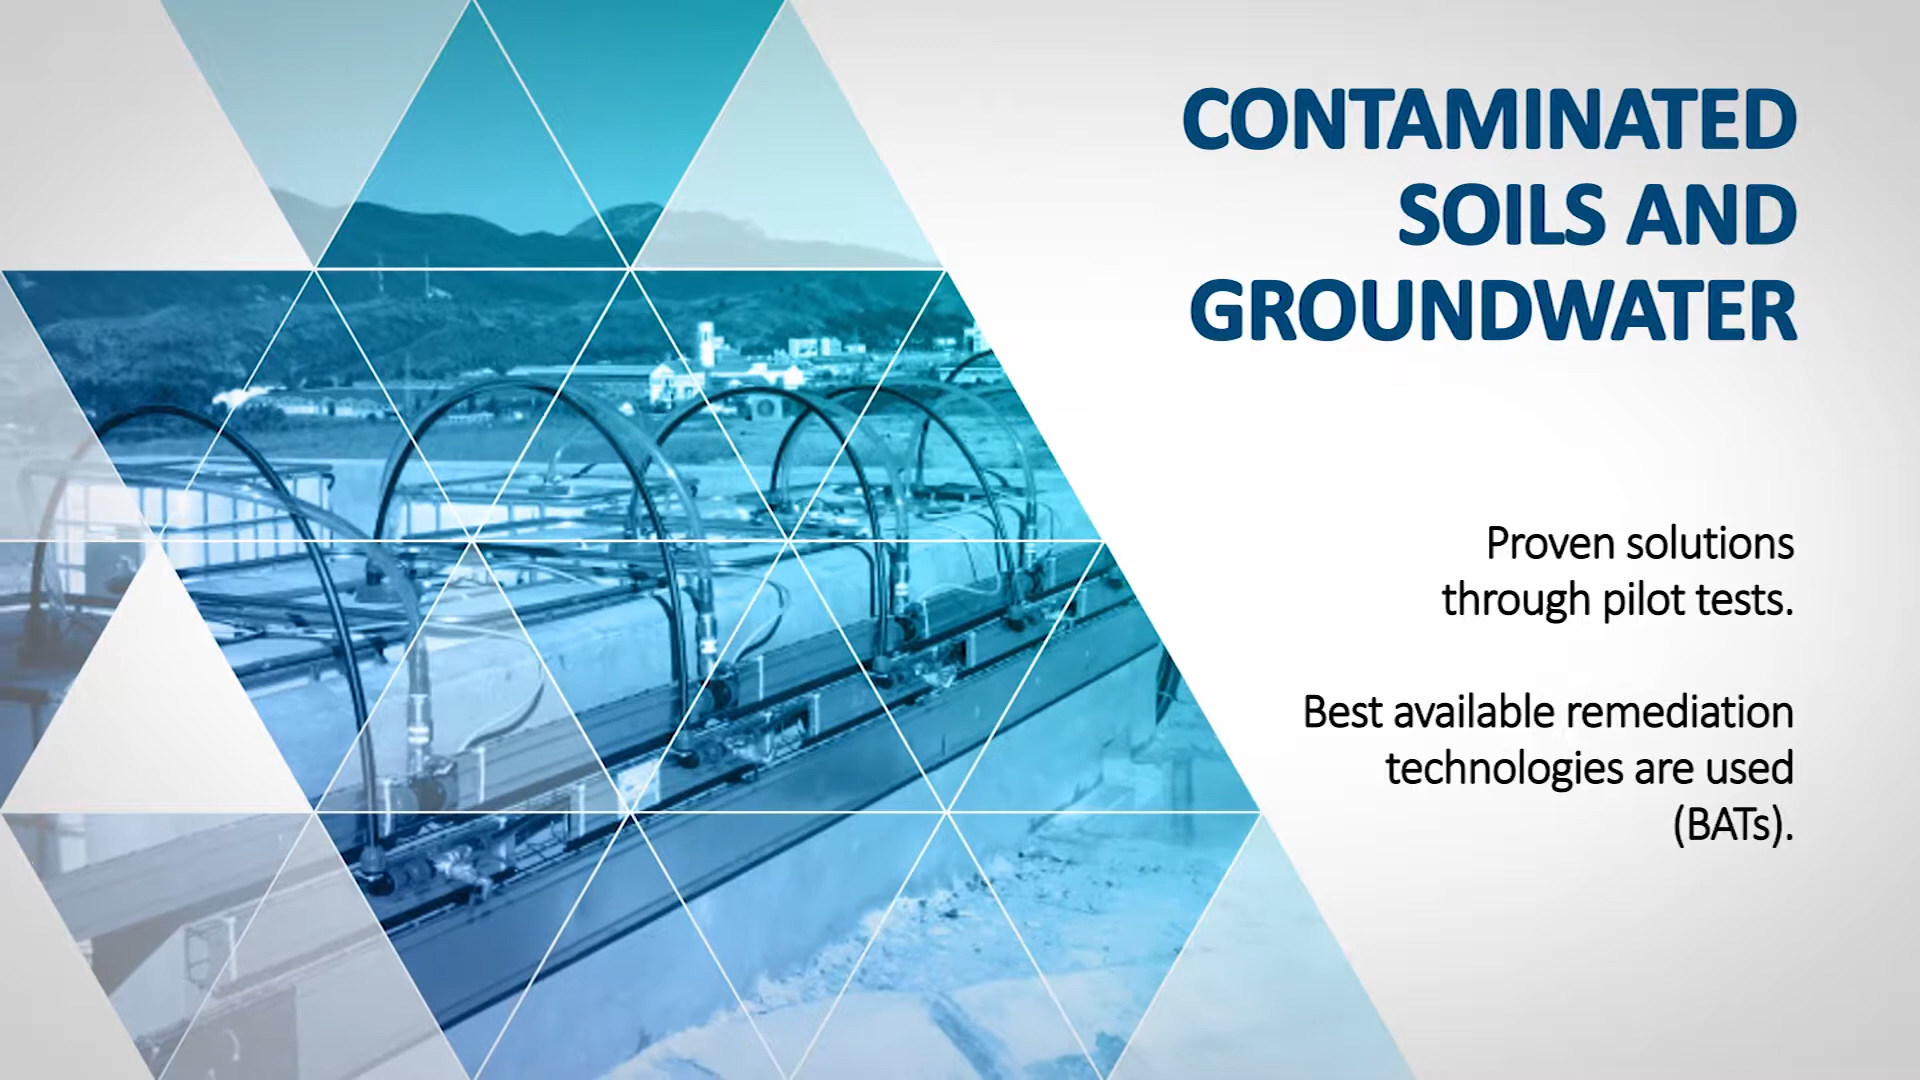 CONTAMINATED
SOILS AND
GROUNDWATER
Proven solutions
through pilot tests.
Best available remediation
technologies are used
(BATs).